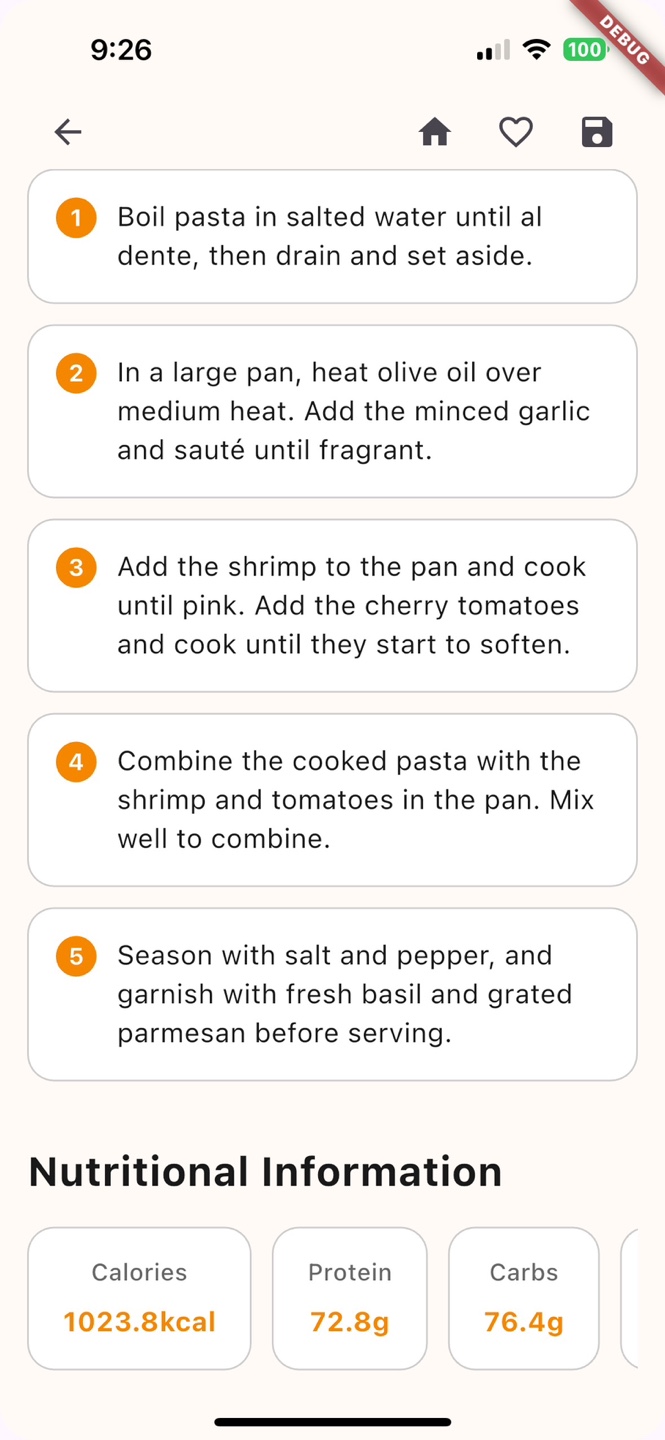 9:26
100
DEBUG
1 Boil pasta in salted water until al
dente, then drain and set aside.
2 In a large pan, heat olive oil over
medium heat. Add the minced garlic
and sauté until fragrant.
3 Add the shrimp to the pan and cook
until pink. Add the cherry tomatoes
and cook until they start to soften.
4 Combine the cooked pasta with the
shrimp and tomatoes in the pan. Mix
well to combine.
5 Season with salt and pepper, and
garnish with fresh basil and grated
parmesan before serving.
Nutritional Information
Calories Protein Carbs
1023.8kcal 72.8g 76.4g